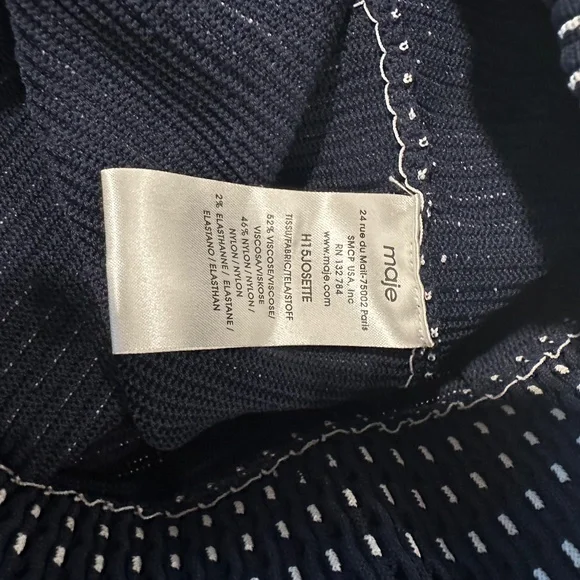 maje
24 rue du Mail-75002 Paris
SMCP USA, Inc
RN 132 784
www.maje.com
H15JOSETTE
TISSU/FABRIC/TELA/STOFF
52% VISCOSE/VISCOSE/
VISCOSA/VISKOSE
46% NYLON / NYLON /
NYLON / NYLON
2% ELASTHANNE / ELASTANE /
ELASTANO / ELASTHAN